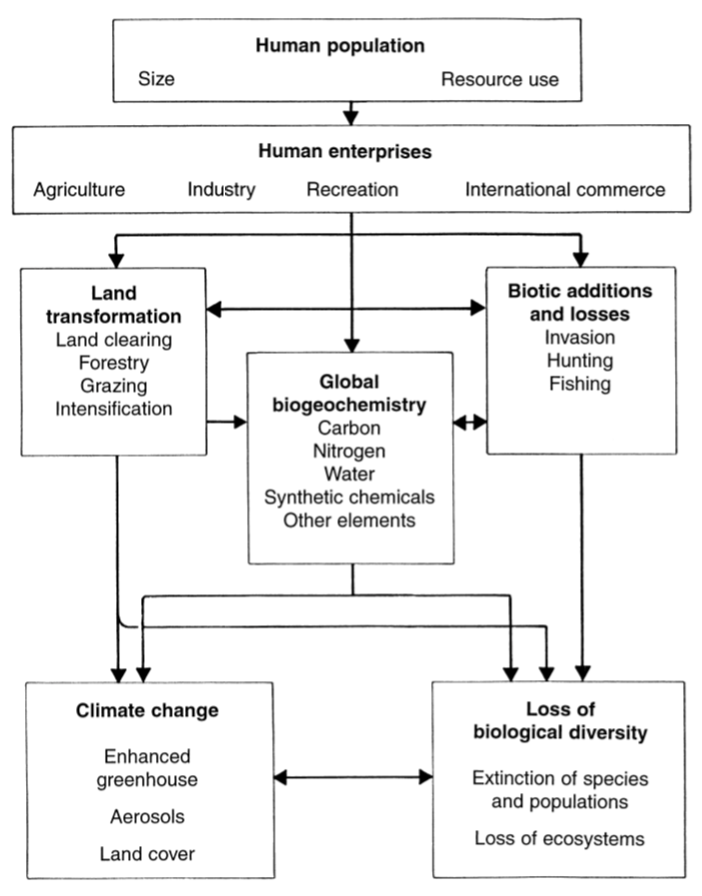 Human population
Size Resource use
Human enterprises
Agriculture Industry Recreation International commerce
Land
transformation
Land clearing
Forestry
Grazing
Intensification
Biotic additions
and losses
Invasion
Hunting
Fishing
Global
biogeochemistry
Carbon
Nitrogen
Water
Synthetic chemicals
Other elements
Climate change
Enhanced
greenhouse
Aerosols
Land cover
Loss of
biological diversity
Extinction of species
and populations
Loss of ecosystems